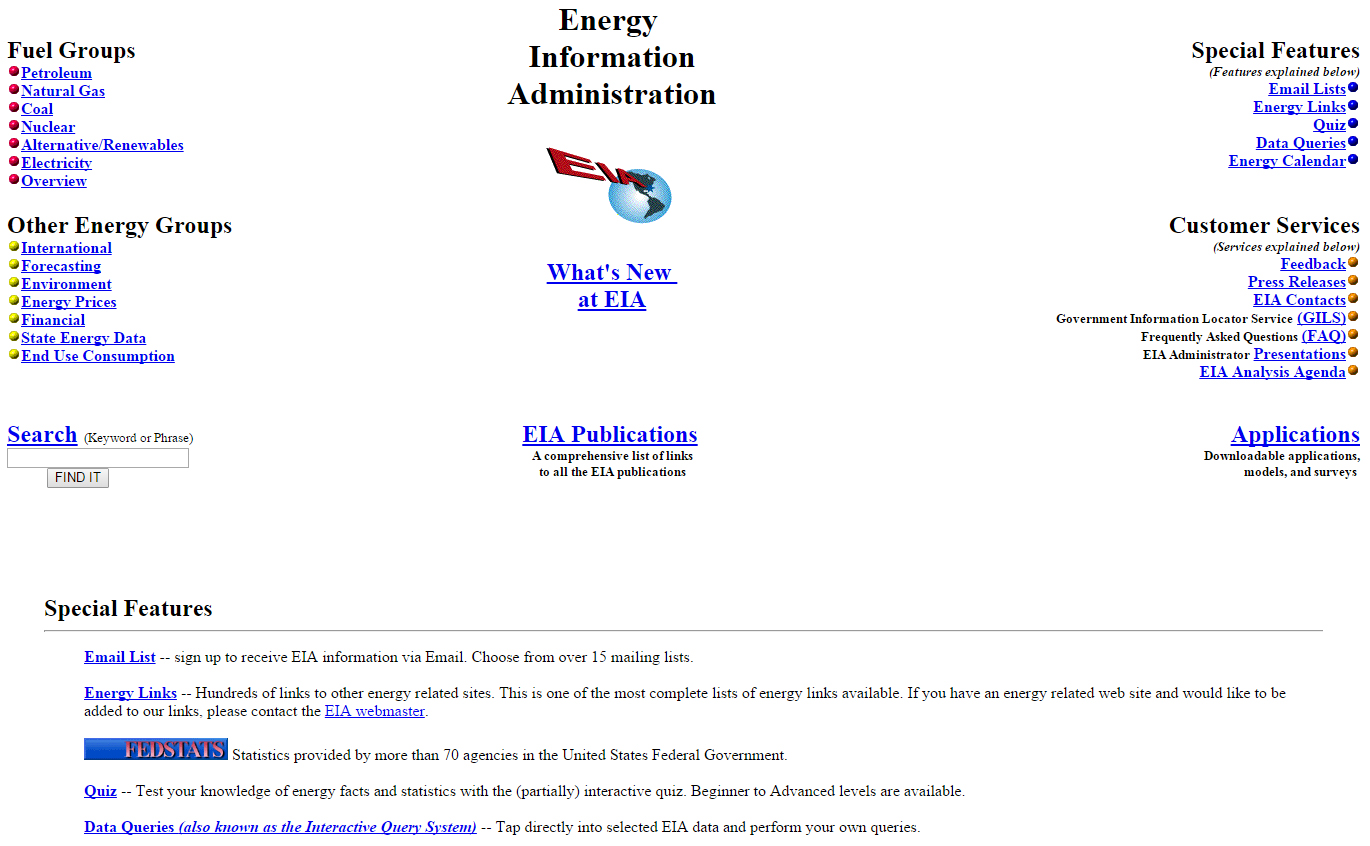 Energy
Information
Administration
Fuel Groups
Petroleum
Natural Gas
Coal
Nuclear
Alternative/Renewables
Electricity
Overview
Other Energy Groups
International
Forecasting
Environment
Energy Prices
Financial
State Energy Data
End Use Consumption
EIA
What's New
at EIA
Special Features
(Features explained below)
Email Lists
Energy Links
Quiz
Data Queries
Energy Calendar
Customer Services
(Services explained below)
Feedback
Press Releases
EIA Contacts
Government Information Locator Service (GILS)
Frequently Asked Questions (FAQ)
EIA Administrator Presentations
EIA Analysis Agenda
Search (Keyword or Phrase)
FIND IT
EIA Publications
A comprehensive list of links
to all the EIA publications
Applications
Downloadable applications,
models, and surveys
Special Features
Email List -- sign up to receive EIA information via Email. Choose from over 15 mailing lists.
Energy Links -- Hundreds of links to other energy related sites. This is one of the most complete lists of energy links available. If you have an energy related web site and would like to be
added to our links, please contact the EIA webmaster.
FEDSTATS Statistics provided by more than 70 agencies in the United States Federal Government.
Quiz -- Test your knowledge of energy facts and statistics with the (partially) interactive quiz. Beginner to Advanced levels are available.
Data Queries (also known as the Interactive Query System) -- Tap directly into selected EIA data and perform your own queries.